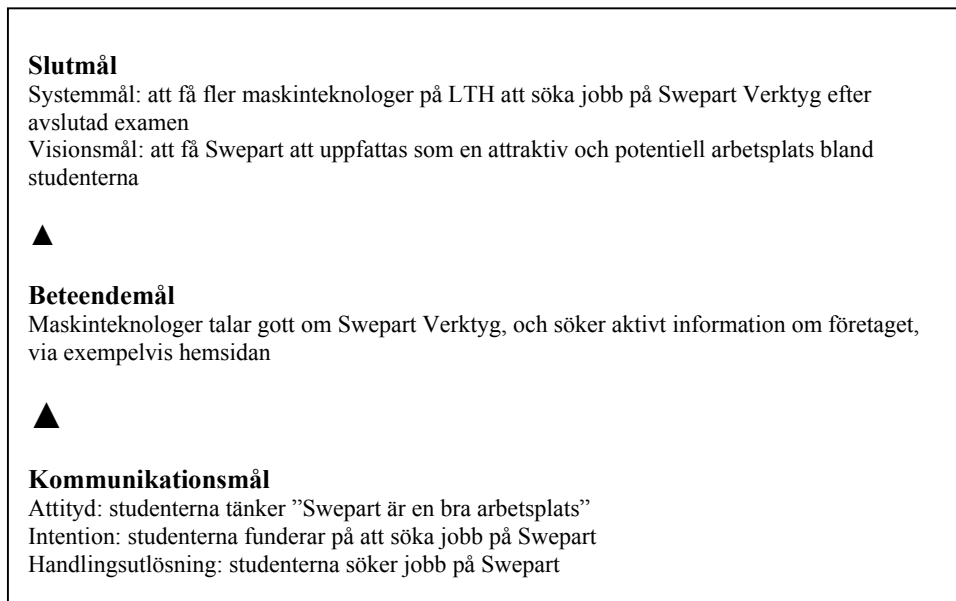 Slutmål
Systemmål: att få fler maskinteknologer på LTH att söka jobb på Swepart Verktyg efter
avslutad examen
Visionsmål: att få Swepart att uppfattas som en attraktiv och potentiell arbetsplats bland
studenterna
▲
Beteendemål
Maskinteknologer talar gott om Swepart Verktyg, och söker aktivt information om företaget,
via exempelvis hemsidan
▲
Kommunikationsmål
Attityd: studenterna tänker ”Swepart är en bra arbetsplats”
Intention: studenterna funderar på att söka jobb på Swepart
Handlingsutlösning: studenterna söker jobb på Swepart